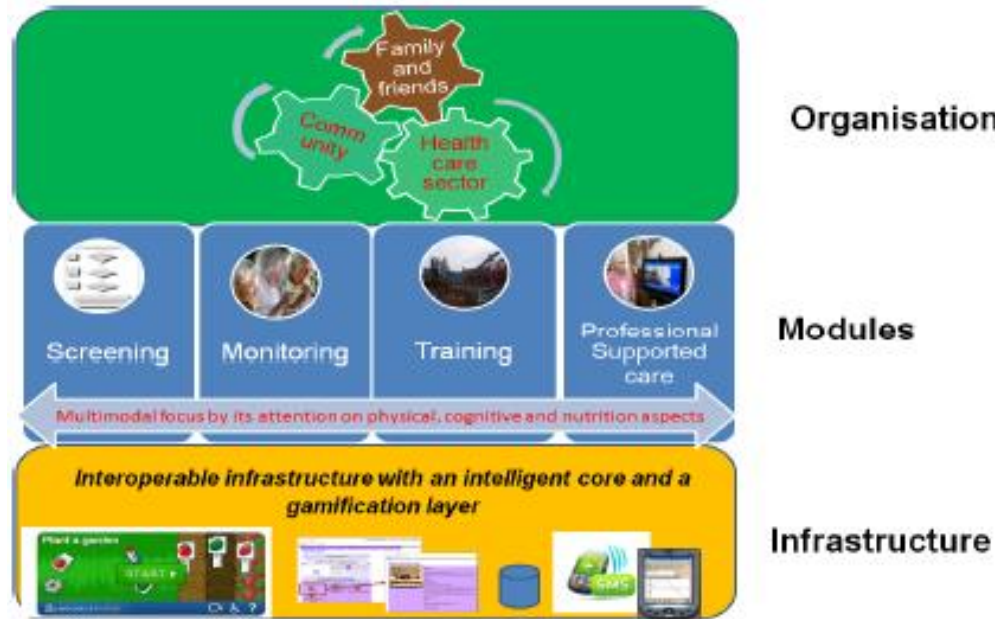 Family
and
friends
Comm
unity
Health
care
sector
Organisation
Screening
Monitoring
Training
Professional
Supported
care
Modules
Multimodal focus by its attention on physical, cognitive and nutrition aspects
Interoperable infrastructure with an intelligent core and a
gamification layer
Plant a garden
START
?
SMS
Infrastructure